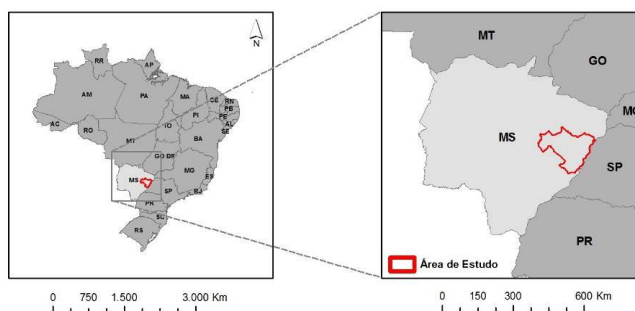 N
RR
AP
AM
PA
MA
CE
RN
PB
PE
AL
SE
PI
AC
RO
TO
BA
MT
GO
DF
MG
ES
MS
SP
RJ
PR
SC
RS
0 750 1.500 3.000 Km
MT
GO
MG
MS
SP
PR
Área de Estudo
0 150 300 600 Km